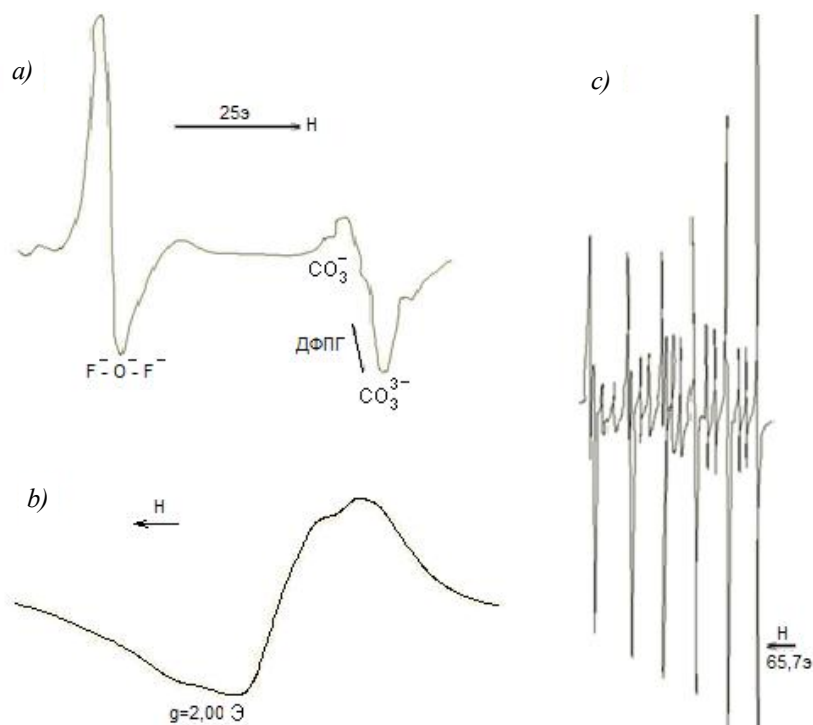 a)
25э
H
CO₃⁻
ДФПГ
F⁻- O⁻- F⁻
CO₃³⁻
b)
H
g=2,00 Э
c)
H
65,7э